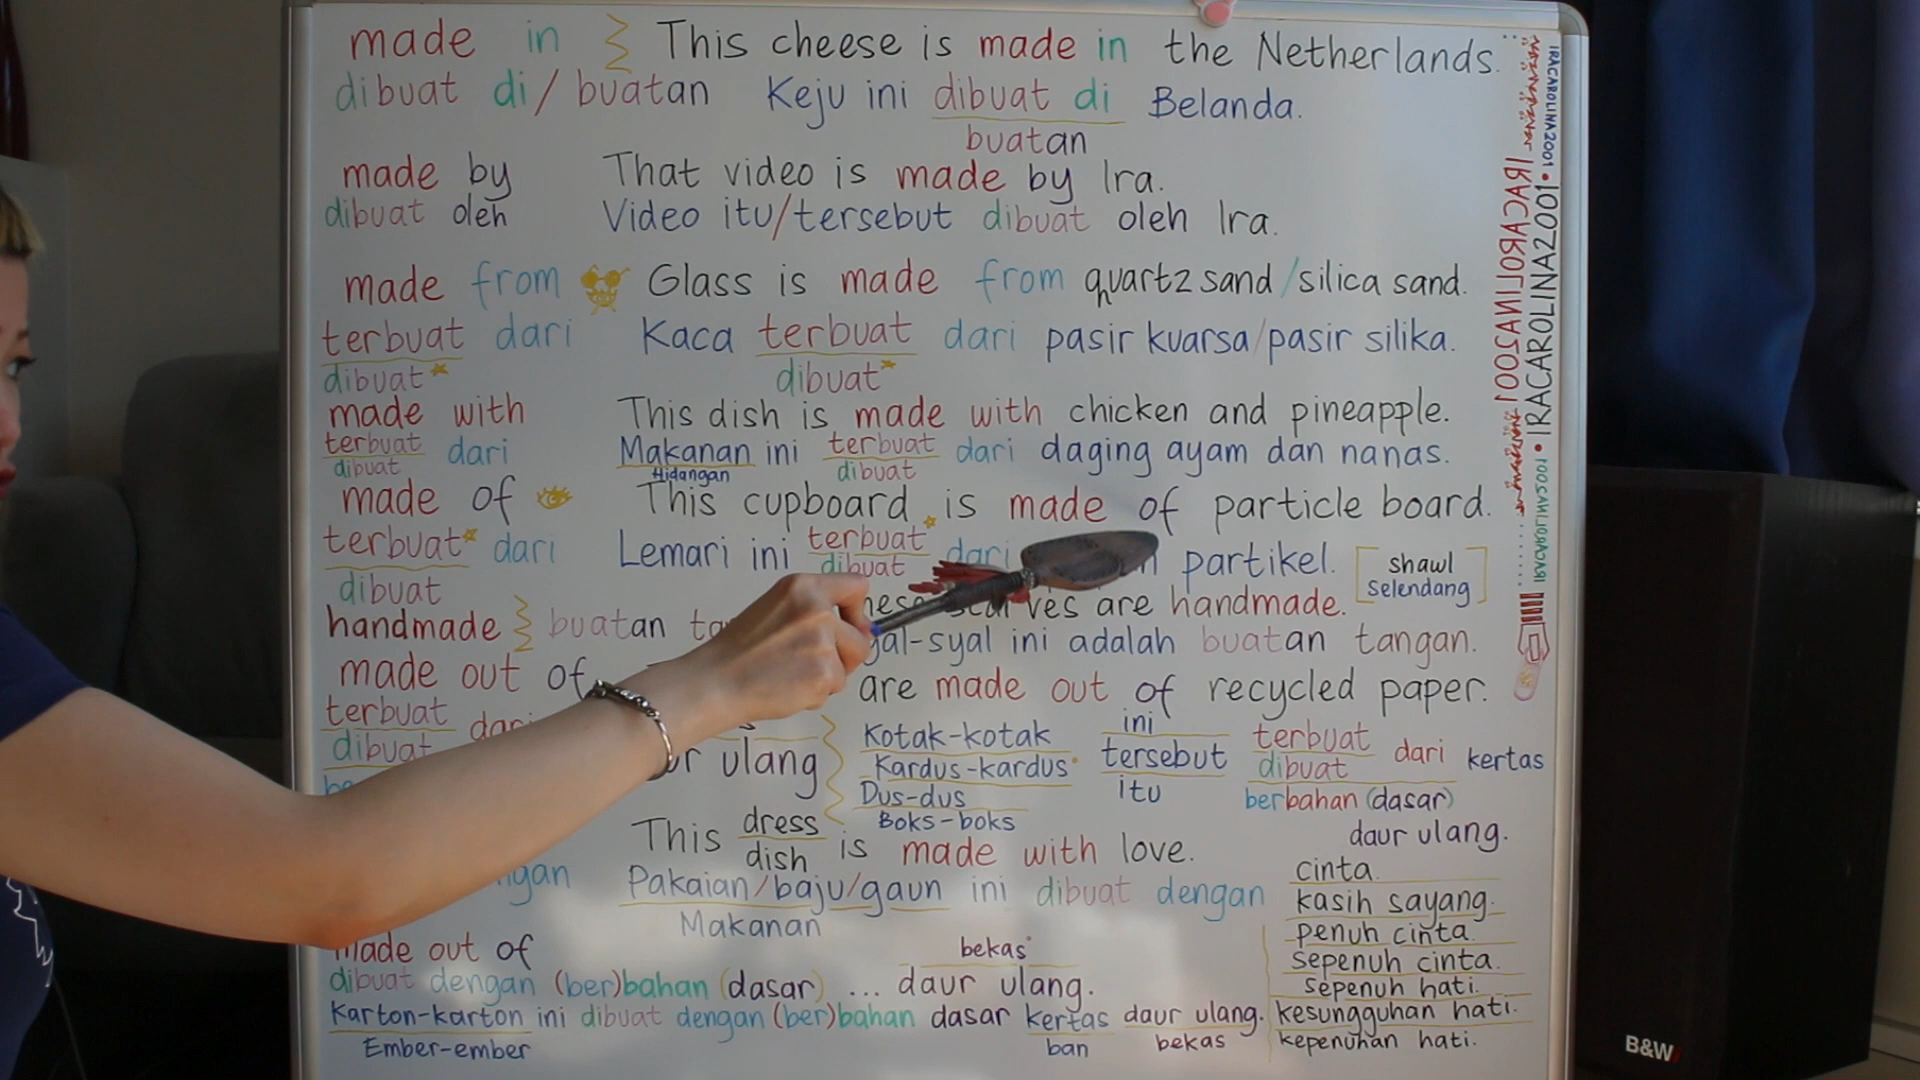 made in This cheese is made in the Netherlands.
dibuat di / buatan Keju ini dibuat di Belanda.
buatan
made by That video is made by Ira.
dibuat oleh Video itu/tersebut dibuat oleh Ira.
made from Glass is made from quartz sand/silica sand.
terbuat dari Kaca terbuat dari pasir kuarsa/pasir silika.
dibuat* dibuat*
made with This dish is made with chicken and pineapple.
terbuat dari Makanan ini terbuat dari daging ayam dan nanas.
dibuat Hidangan dibuat
made of This cupboard is made of particle board.
terbuat* dari Lemari ini terbuat* dari partikel.
dibuat dibuat
[shawl
selendang]
handmade buatan scarves are handmade.
syal-syal ini adalah buatan tangan.
made out of are made out of recycled paper.
terbuat dari
dibuat ulang
Kotak-kotak ini terbuat dari kertas
Kardus-kardus tersebut dibuat
Dus-dus itu berbahan (dasar)
Boks-boks daur ulang.
This dress is made with love.
dish
Pakaian/baju/gaun ini dibuat dengan cinta.
Makanan kasih sayang.
penuh cinta.
sepenuh cinta.
sepenuh hati.
kesungguhan hati.
kepenuhan hati.
made out of bekas
dibuat dengan (ber)bahan (dasar) ... daur ulang.
Karton-karton ini dibuat dengan (ber)bahan dasar kertas daur ulang.
Ember-ember ban bekas
IRACAROLINA2001
IRACAROLINA2001
IRACAROLINA2001
IRACAROLINA2001
B&W